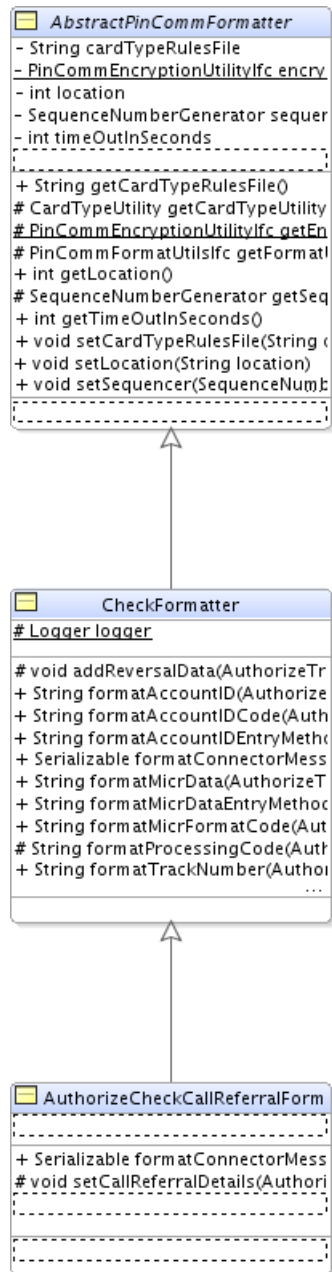 AbstractPinCommFormatter
- String cardTypeRulesFile
- PinCommEncryptionUtilityIfc encry
- int location
- SequenceNumberGenerator sequen
- int timeOutInSeconds
+ String getCardTypeRulesFile()
# CardTypeUtility getCardTypeUtility
# PinCommEncryptionUtilityIfc getEn
# PinCommFormatUtilsIfc getFormatU
+ int getLocation()
# SequenceNumberGenerator getSeq
+ int getTimeOutInSeconds()
+ void setCardTypeRulesFile(String c
+ void setLocation(String location)
+ void setSequencer(SequenceNumb
CheckFormatter
# Logger logger
# void addReversalData(AuthorizeTr
+ String formatAccountID(Authorize
+ String formatAccountIDCode(Auth
+ String formatAccountIDEntryMetho
+ Serializable formatConnectorMess
+ String formatMicrData(AuthorizeT
+ String formatMicrDataEntryMethod
+ String formatMicrFormatCode(Aut
# String formatProcessingCode(Auth
+ String formatTrackNumber(Author
...
AuthorizeCheckCallReferralForm
+ Serializable formatConnectorMess
# void setCallReferralDetails(Authori